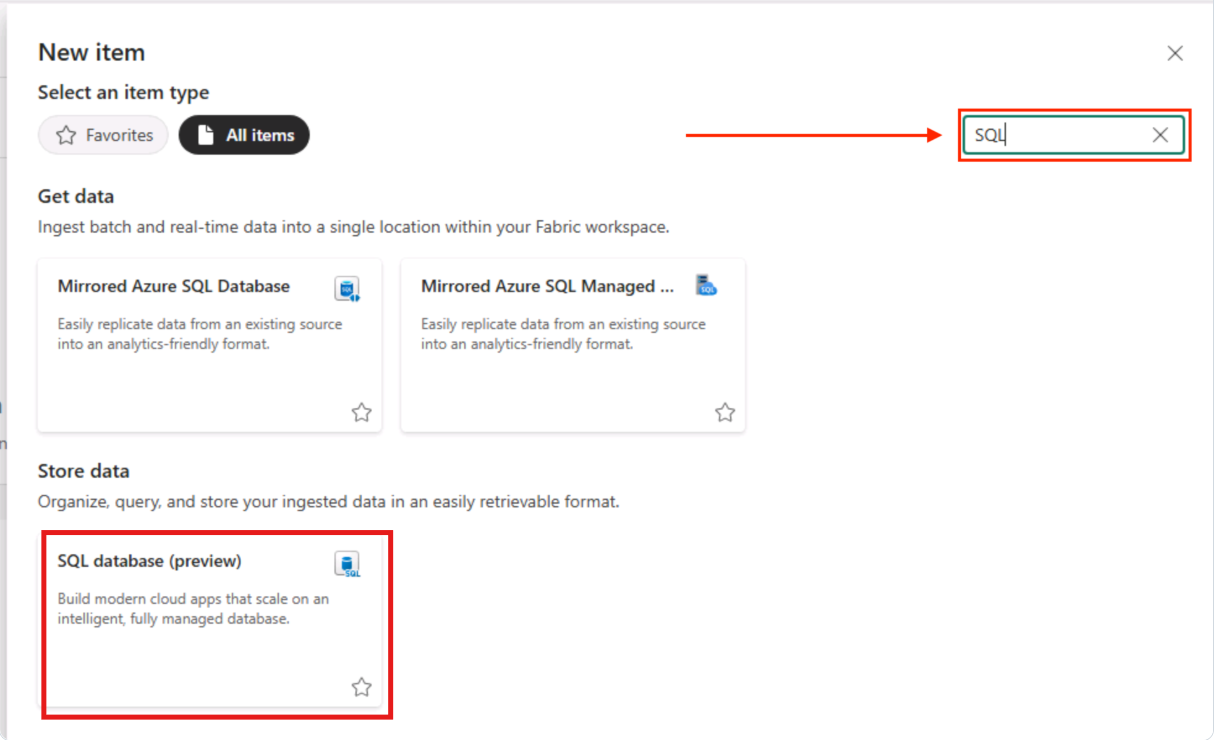 New item
Select an item type
Favorites
All items
SQL
Get data
Ingest batch and real-time data into a single location within your Fabric workspace.
Mirrored Azure SQL Database
SQL
Easily replicate data from an existing source
into an analytics-friendly format.
Mirrored Azure SQL Managed ...
SQL
Easily replicate data from an existing source
into an analytics-friendly format.
Store data
Organize, query, and store your ingested data in an easily retrievable format.
SQL database (preview)
SQL
Build modern cloud apps that scale on an
intelligent, fully managed database.